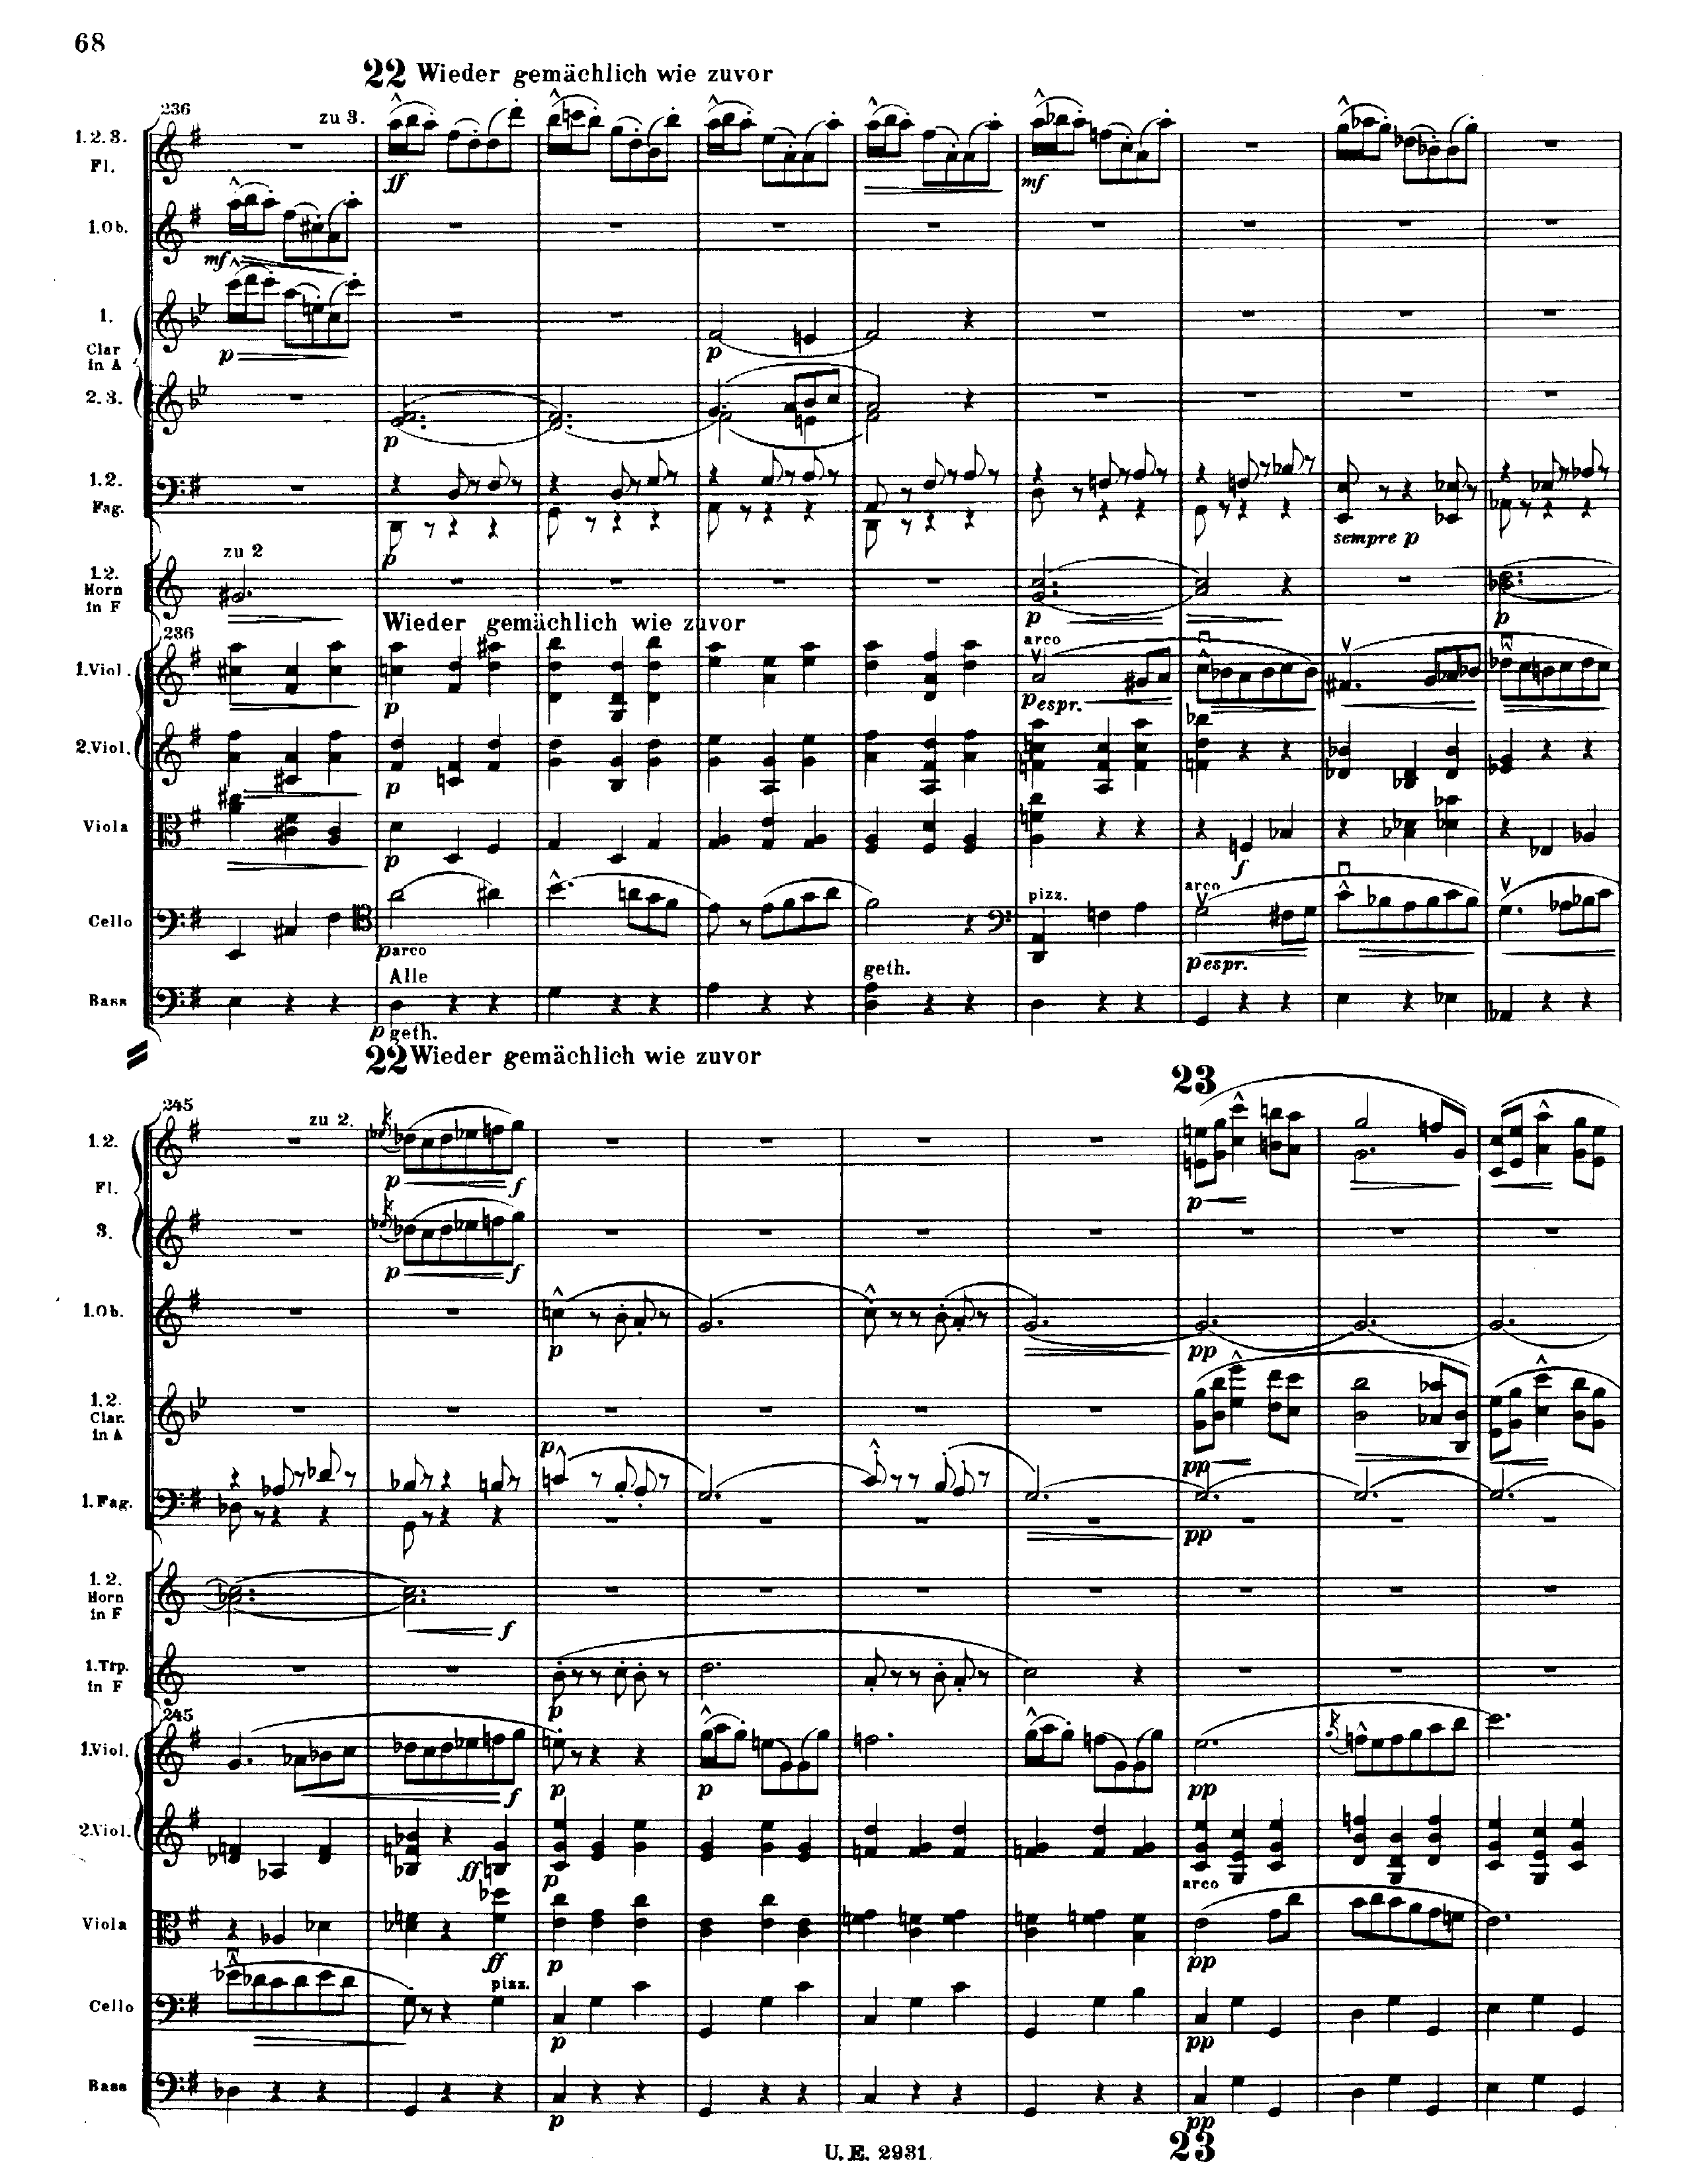 68
22 Wieder gemächlich wie zuvor
236
zu 3.
1.2.3.
Fl.
ff
mf
1.Ob.
mf
1.
Clar
in A
p
p
2.3.
p
1.2.
Fag.
p
sempre p
zu 2
1.2.
Horn
in F
p
p
Wieder gemächlich wie zuvor
236
arco
1.Viol.
p
p espr.
2.Viol.
p
Viola
p
f
pizz.
arco
Cello
p arco
p espr.
Alle
geth.
Bass
p geth.
22 Wieder gemächlich wie zuvor
23
245
zu 2.
1.2.
Fl.
p
f
p
3.
p
f
1.Ob.
p
pp
1.2.
Clar.
in A
p
pp
1.Fag.
pp
1.2.
Horn
in F
f
1.Trp.
in F
p
245
1.Viol.
f
p
p
pp
2.Viol.
ff
p
arco
Viola
ff
p
pp
pizz.
Cello
p
pp
Bass
p
pp
23
U.E. 2931.